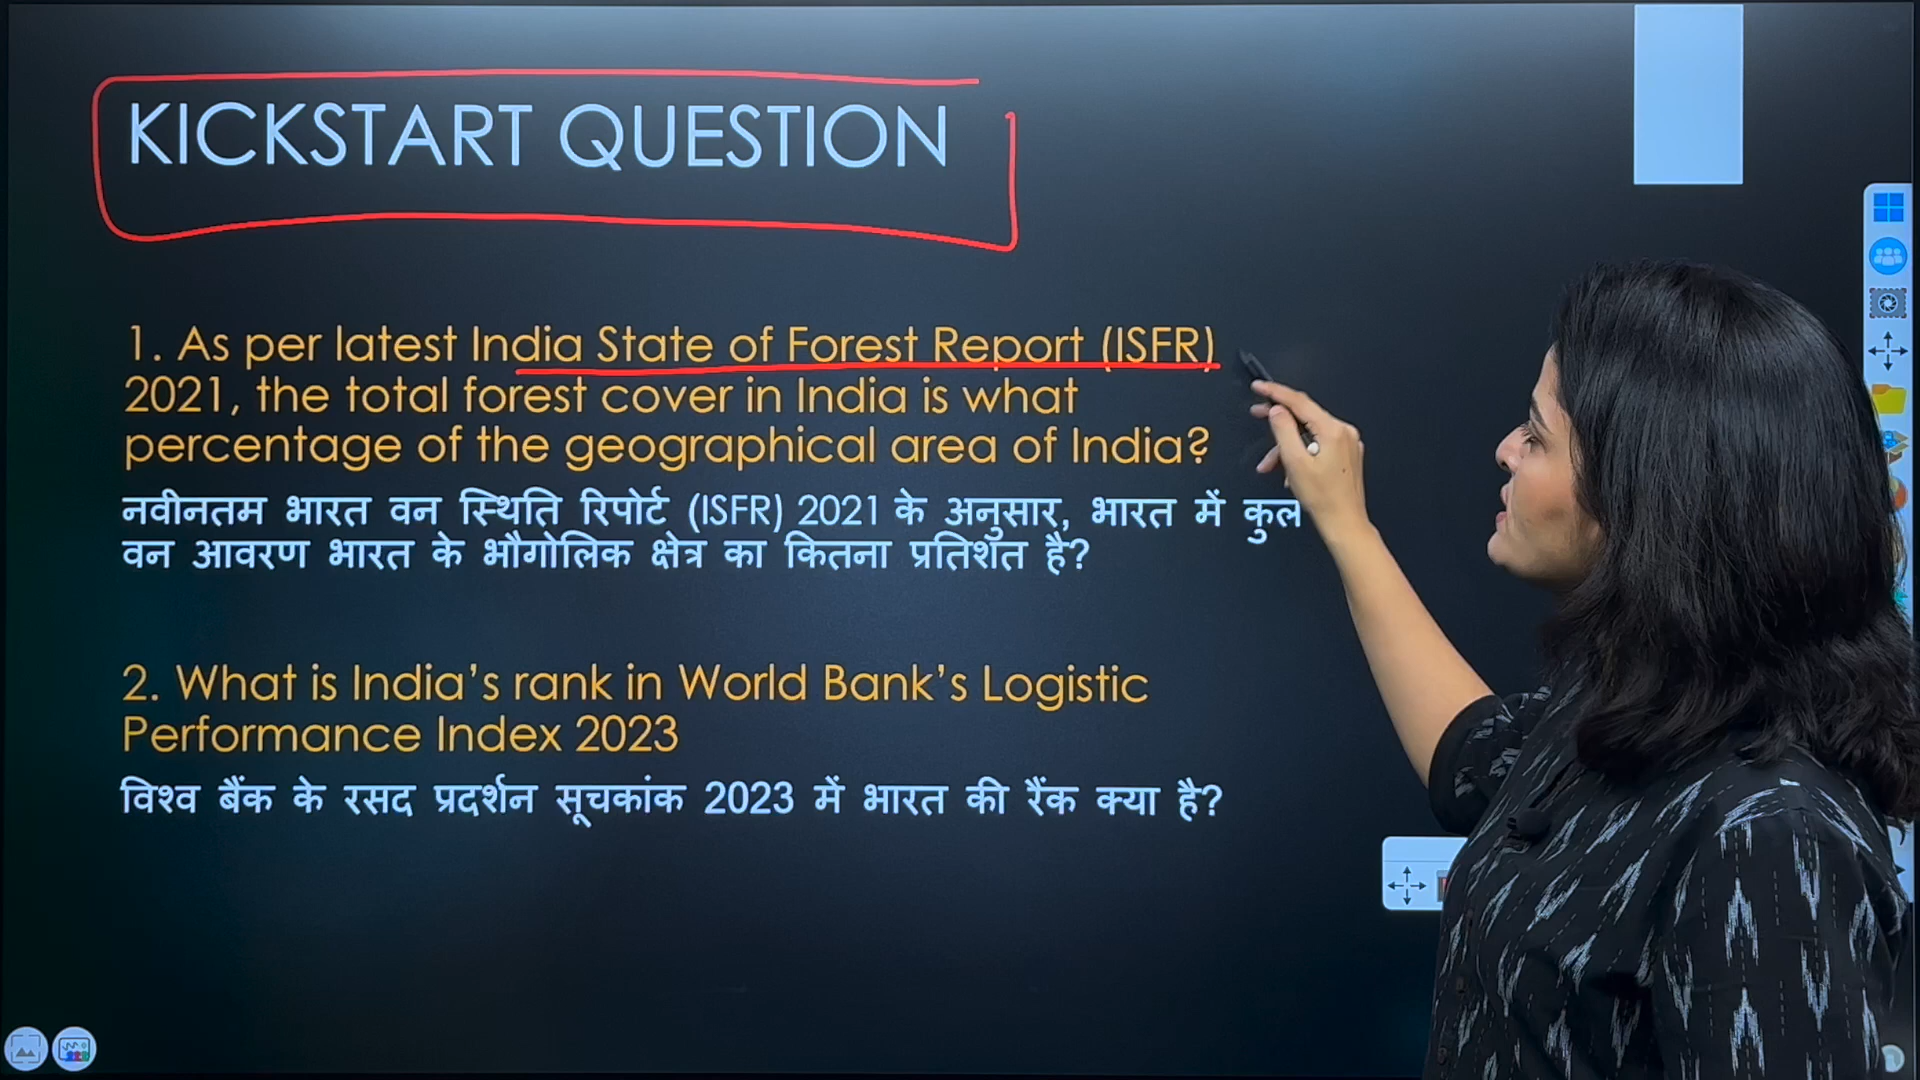 KICKSTART QUESTION
1. As per latest India State of Forest Report (ISFR)
2021, the total forest cover in India is what
percentage of the geographical area of India?
नवीनतम भारत वन स्थिति रिपोर्ट (ISFR) 2021 के अनुसार, भारत में कुल
वन आवरण भारत के भौगोलिक क्षेत्र का कितना प्रतिशत है?
2. What is India’s rank in World Bank’s Logistic
Performance Index 2023
विश्व बैंक के रसद प्रदर्शन सूचकांक 2023 में भारत की रैंक क्या है?